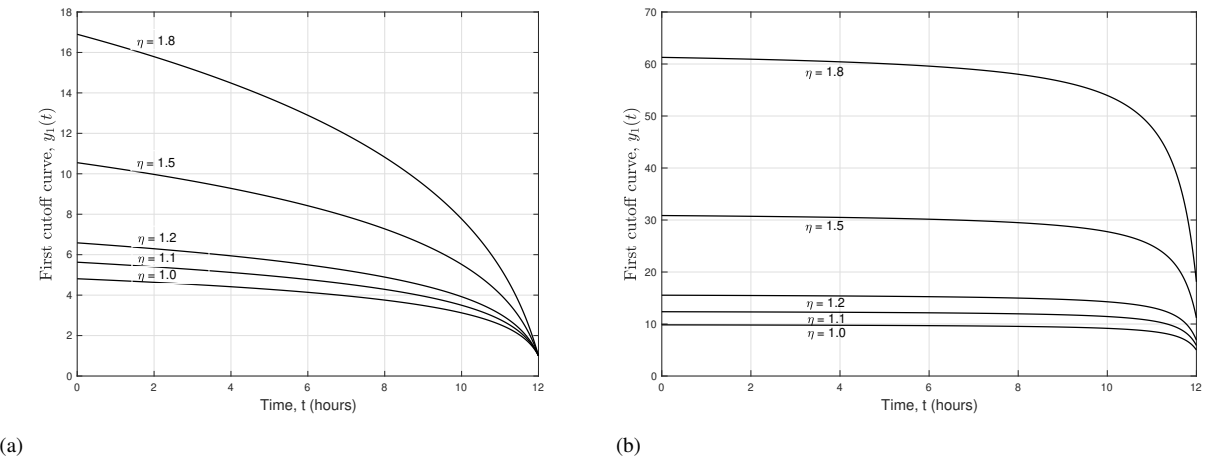 18
16
14
12
10
8
6
4
2
0
First cutoff curve, y₁(t)
η = 1.8
η = 1.5
η = 1.2
η = 1.1
η = 1.0
0 2 4 6 8 10 12
Time, t (hours)
(a)
70
60
50
40
30
20
10
0
First cutoff curve, y₁(t)
η = 1.8
η = 1.5
η = 1.2
η = 1.1
η = 1.0
0 2 4 6 8 10 12
Time, t (hours)
(b)